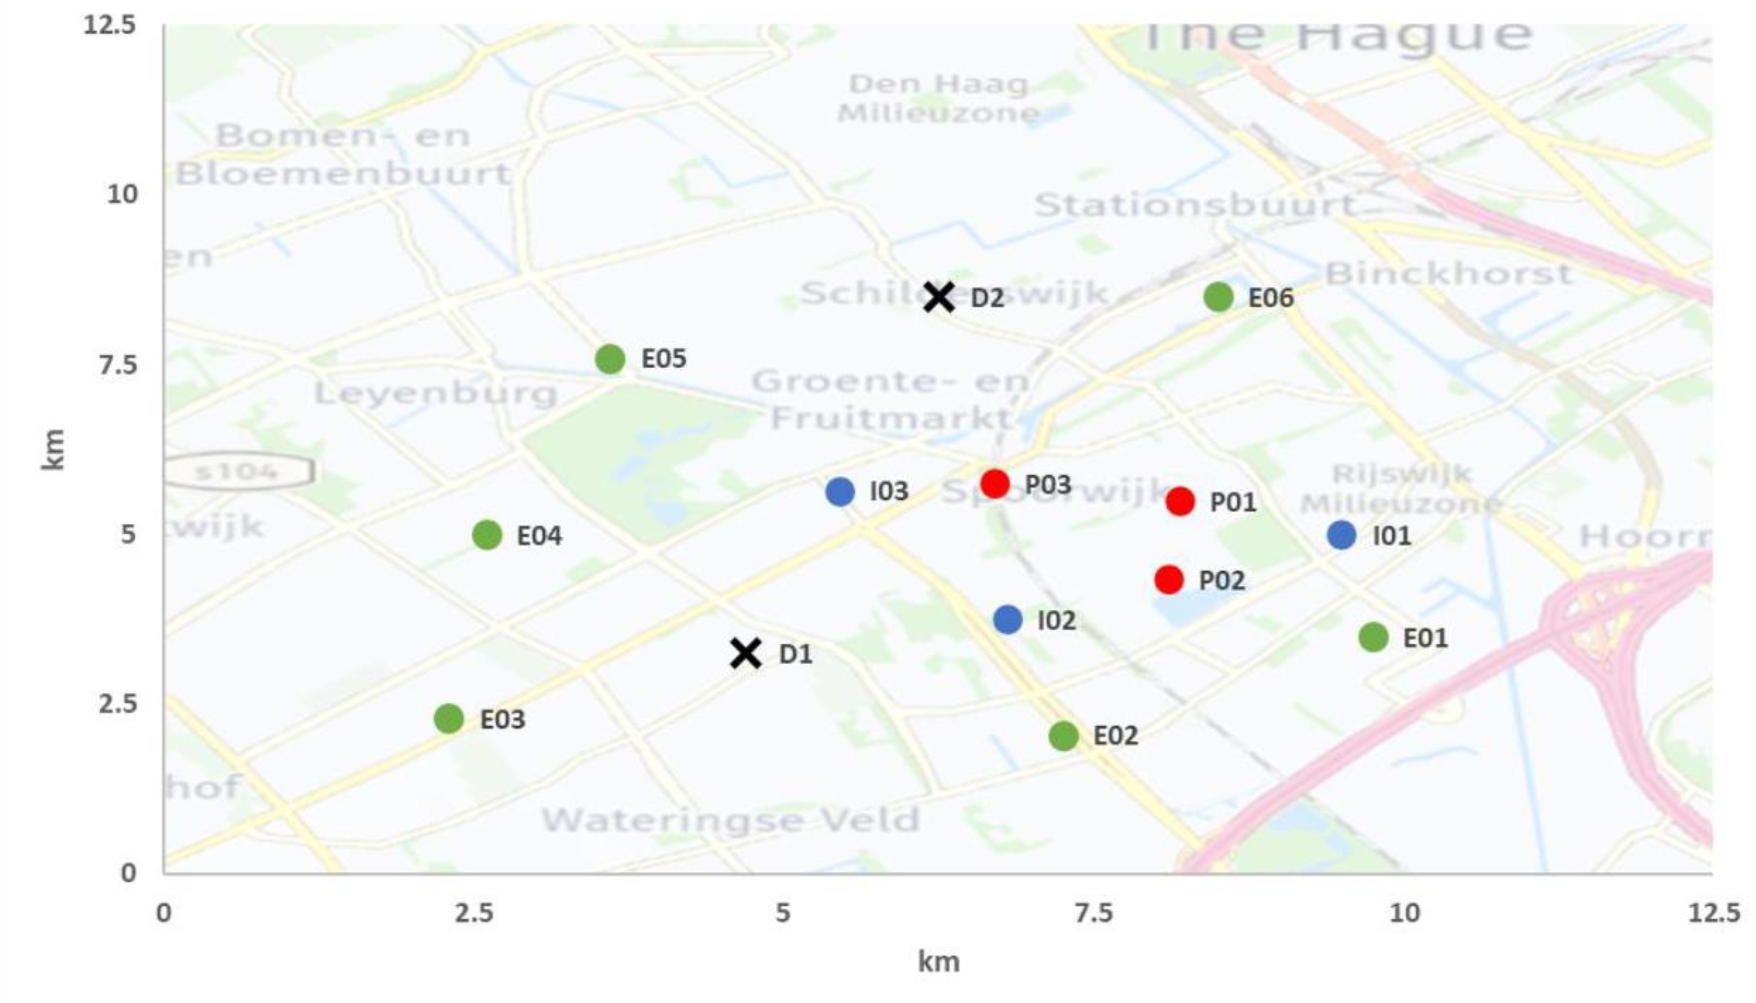 12.5
The Hague
Den Haag
Milieuzone
Bomen- en
Bloemenbuurt
10
Stationsbuurt
en
Binckhorst
Schilderswijk
D2
E06
7.5
E05
Leyenburg
Groente- en
Fruitmarkt
km
s104
I03
P03
Spoorwijk
P01
Rijswijk
Milieuzone
5
wijk
E04
I01
Hoorr
P02
I02
D1
E01
2.5
E03
E02
hof
Wateringse Veld
0
0
2.5
5
7.5
10
12.5
km